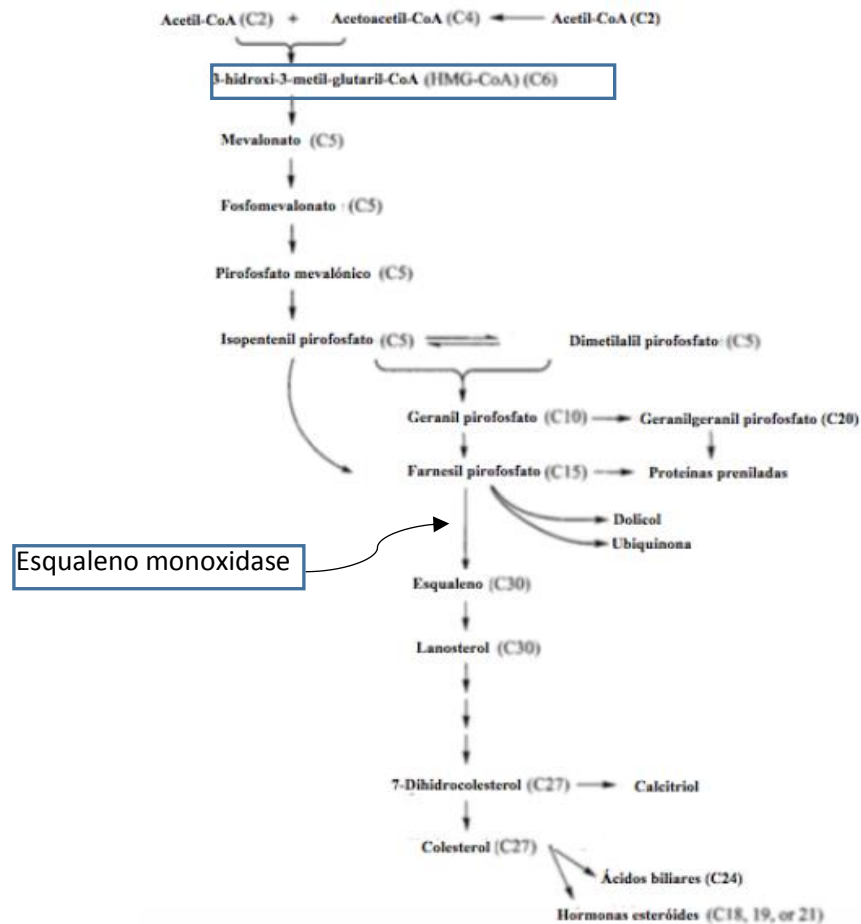 Acetil-CoA (C2) + Acetoacetil-CoA (C4) Acetil-CoA (C2)
3-hidroxi-3-metil-glutaril-CoA (HMG-CoA) (C6)
Mevalonato (C5)
Fosfomevalonato (C5)
Pirofosfato mevalónico (C5)
Isopentenil pirofosfato (C5) Dimetilalil pirofosfato (C5)
Geranil pirofosfato (C10) Geranilgeranil pirofosfato (C20)
Farnesil pirofosfato (C15) Proteínas preniladas
Dolicol
Ubiquinona
Esqualeno monoxidase
Esqualeno (C30)
Lanosterol (C30)
7-Dihidrocolesterol (C27) Calcitriol
Colesterol (C27)
Ácidos biliares (C24)
Hormonas esteróides (C18, 19, or 21)